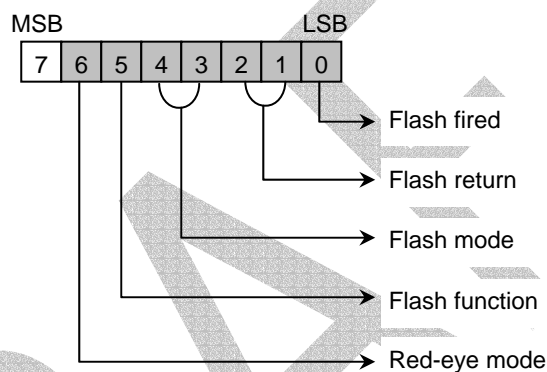 MSB LSB
7 6 5 4 3 2 1 0
Flash fired
Flash return
Flash mode
Flash function
Red-eye mode